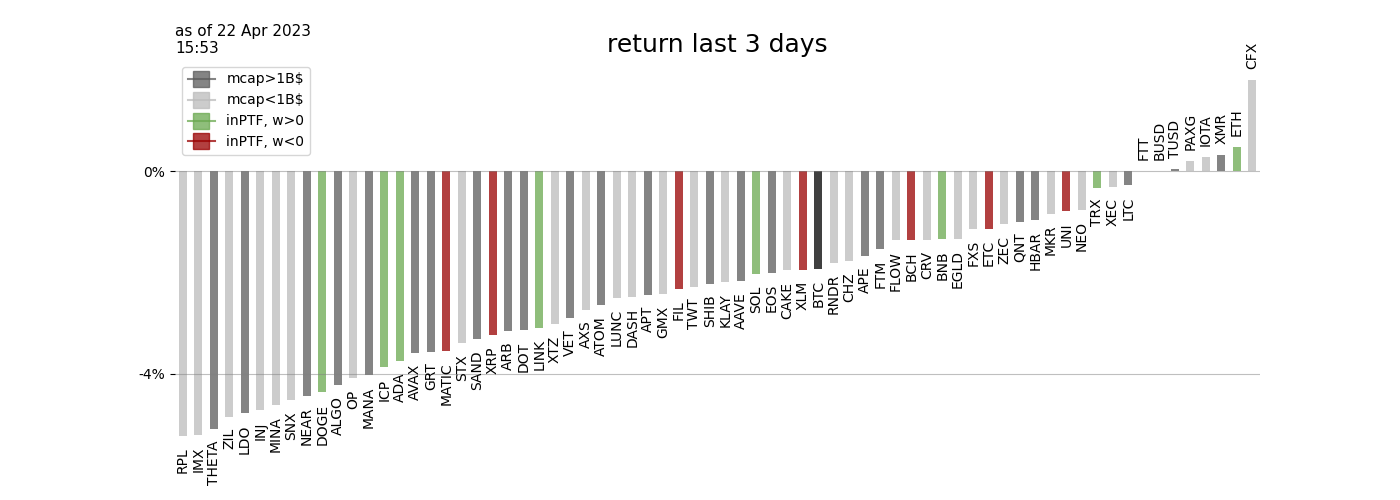 as of 22 Apr 2023
15:53
return last 3 days
mcap>1B$
mcap<1B$
inPTF, w>0
inPTF, w<0
0%
-4%
RPL
IMX
THETA
ZIL
LDO
INJ
MINA
SNX
NEAR
DOGE
ALGO
OP
MANA
ICP
ADA
AVAX
GRT
MATIC
STX
SAND
XRP
ARB
DOT
LINK
XTZ
VET
AXS
ATOM
LUNC
DASH
APT
GMX
FIL
TWT
SHIB
KLAY
AAVE
SOL
EOS
CAKE
XLM
BTC
RNDR
CHZ
APE
FTM
FLOW
BCH
CRV
BNB
EGLD
FXS
ETC
ZEC
QNT
HBAR
MKR
UNI
NEO
TRX
XEC
LTC
FTT
BUSD
TUSD
PAXG
IOTA
XMR
ETH
CFX